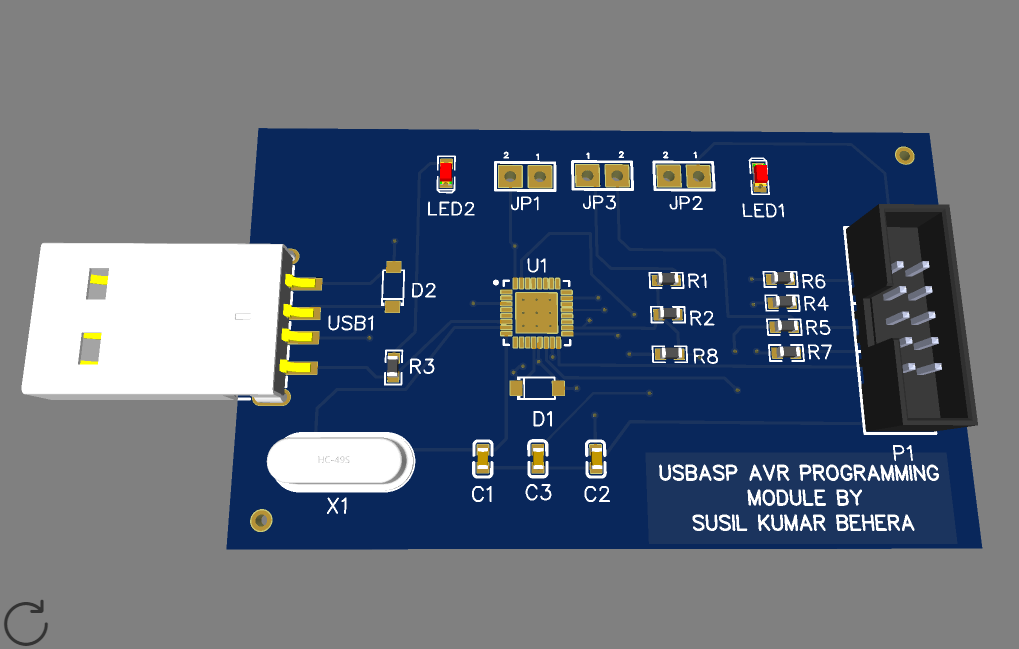 2 1 1 2 2 1
LED2 JP1 JP3 JP2 LED1
U1
D2 R1 R6
R4
USB1 R2 R5
R3 R8 R7
D1
HC-49S
C1 C3 C2
X1
P1
USBASP AVR PROGRAMMING
MODULE BY
SUSIL KUMAR BEHERA